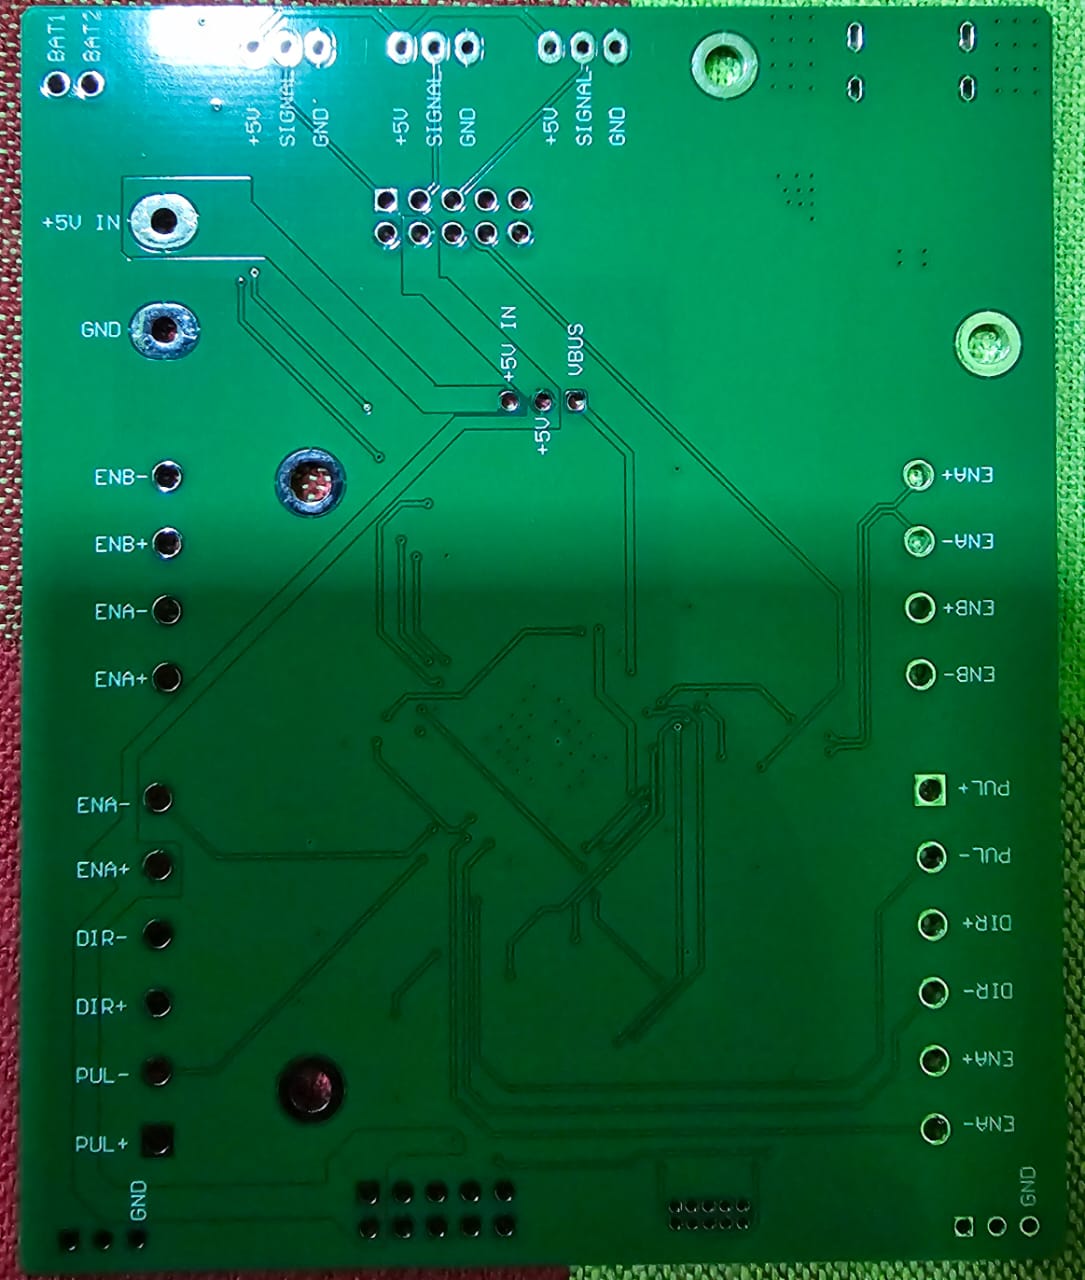 BAT1
BAT2
+5V
SIGNAL
GND
+5V
SIGNAL
GND
+5V
SIGNAL
GND
+5V IN
GND
+5V IN
+5V
VBUS
ENB-
ENB+
ENA-
ENA+
ENA+
ENA-
ENB+
ENB-
ENA-
ENA+
DIR-
DIR+
PUL-
PUL+
GND
PUL+
PUL-
DIR+
DIR-
ENA+
ENA-
GND